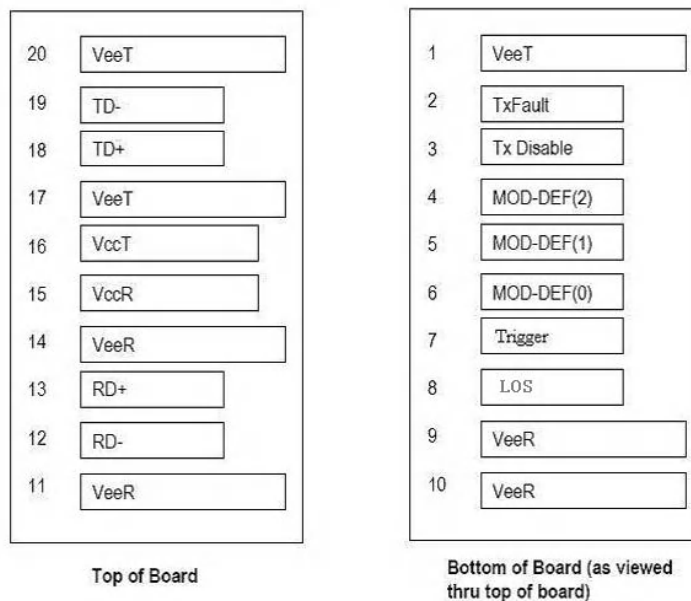 20 VeeT
19 TD-
18 TD+
17 VeeT
16 VccT
15 VccR
14 VeeR
13 RD+
12 RD-
11 VeeR
Top of Board
1 VeeT
2 TxFault
3 Tx Disable
4 MOD-DEF(2)
5 MOD-DEF(1)
6 MOD-DEF(0)
7 Trigger
8 LOS
9 VeeR
10 VeeR
Bottom of Board (as viewed
thru top of board)